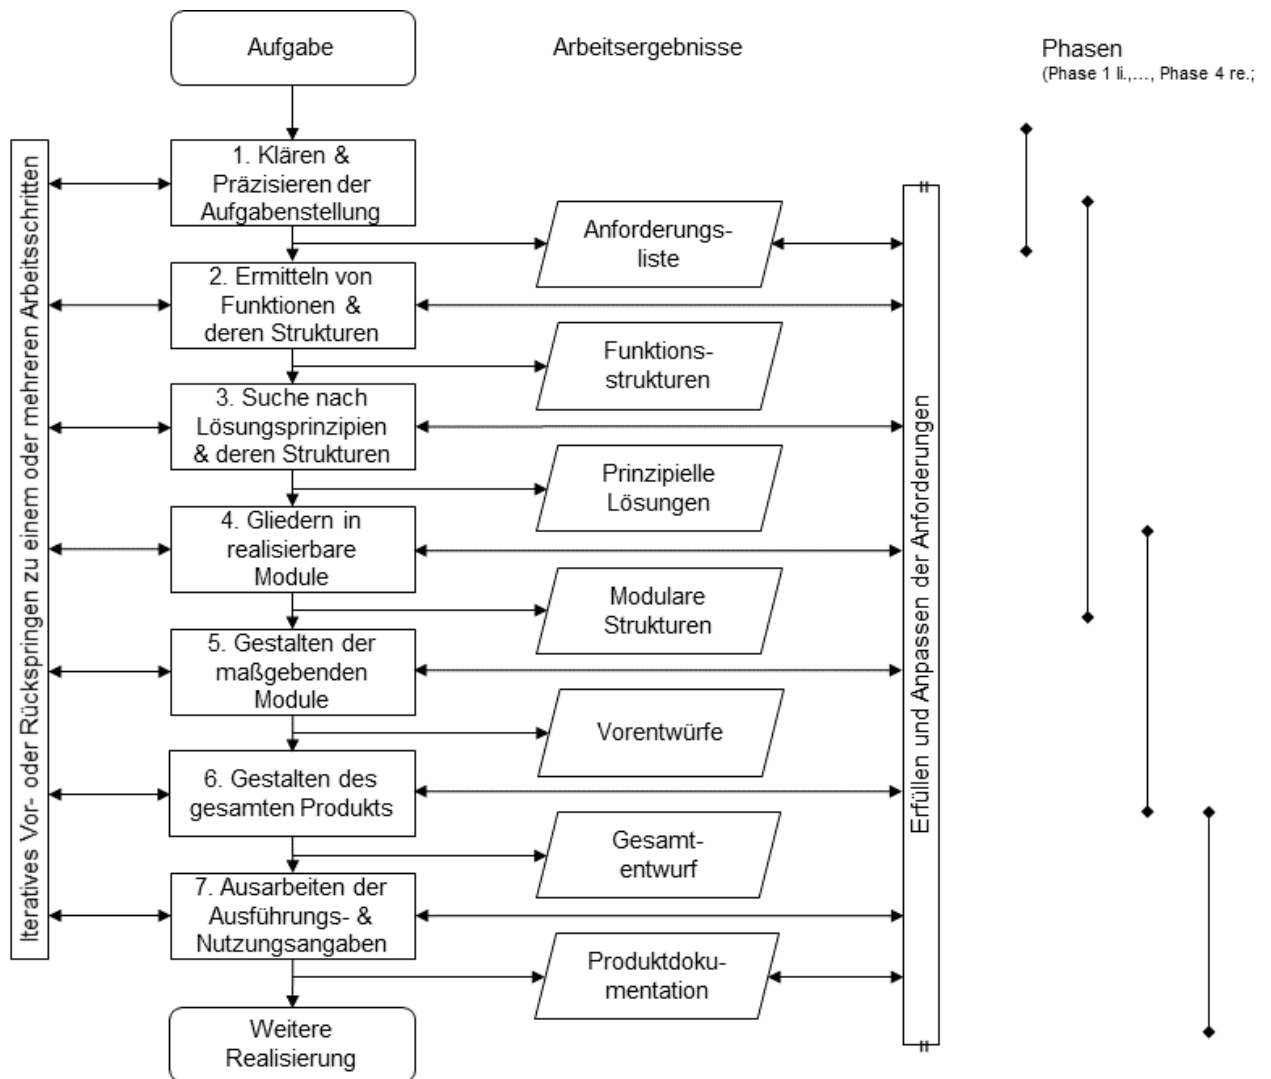 Aufgabe
Arbeitsergebnisse
Phasen
(Phase 1 li.,..., Phase 4 re.;
Iteratives Vor- oder Rückspringen zu einem oder mehreren Arbeitsschritten
1. Klären &
Präzisieren der
Aufgabenstellung
Anforderungs-
liste
2. Ermitteln von
Funktionen &
deren Strukturen
Funktions-
strukturen
3. Suche nach
Lösungsprinzipien
& deren Strukturen
Prinzipielle
Lösungen
4. Gliedern in
realisierbare
Module
Modulare
Strukturen
5. Gestalten der
maßgebenden
Module
Vorentwürfe
6. Gestalten des
gesamten Produkts
Gesamt-
entwurf
7. Ausarbeiten der
Ausführungs- &
Nutzungsangaben
Produktdoku-
mentation
Weitere
Realisierung
Erfüllen und Anpassen der Anforderungen